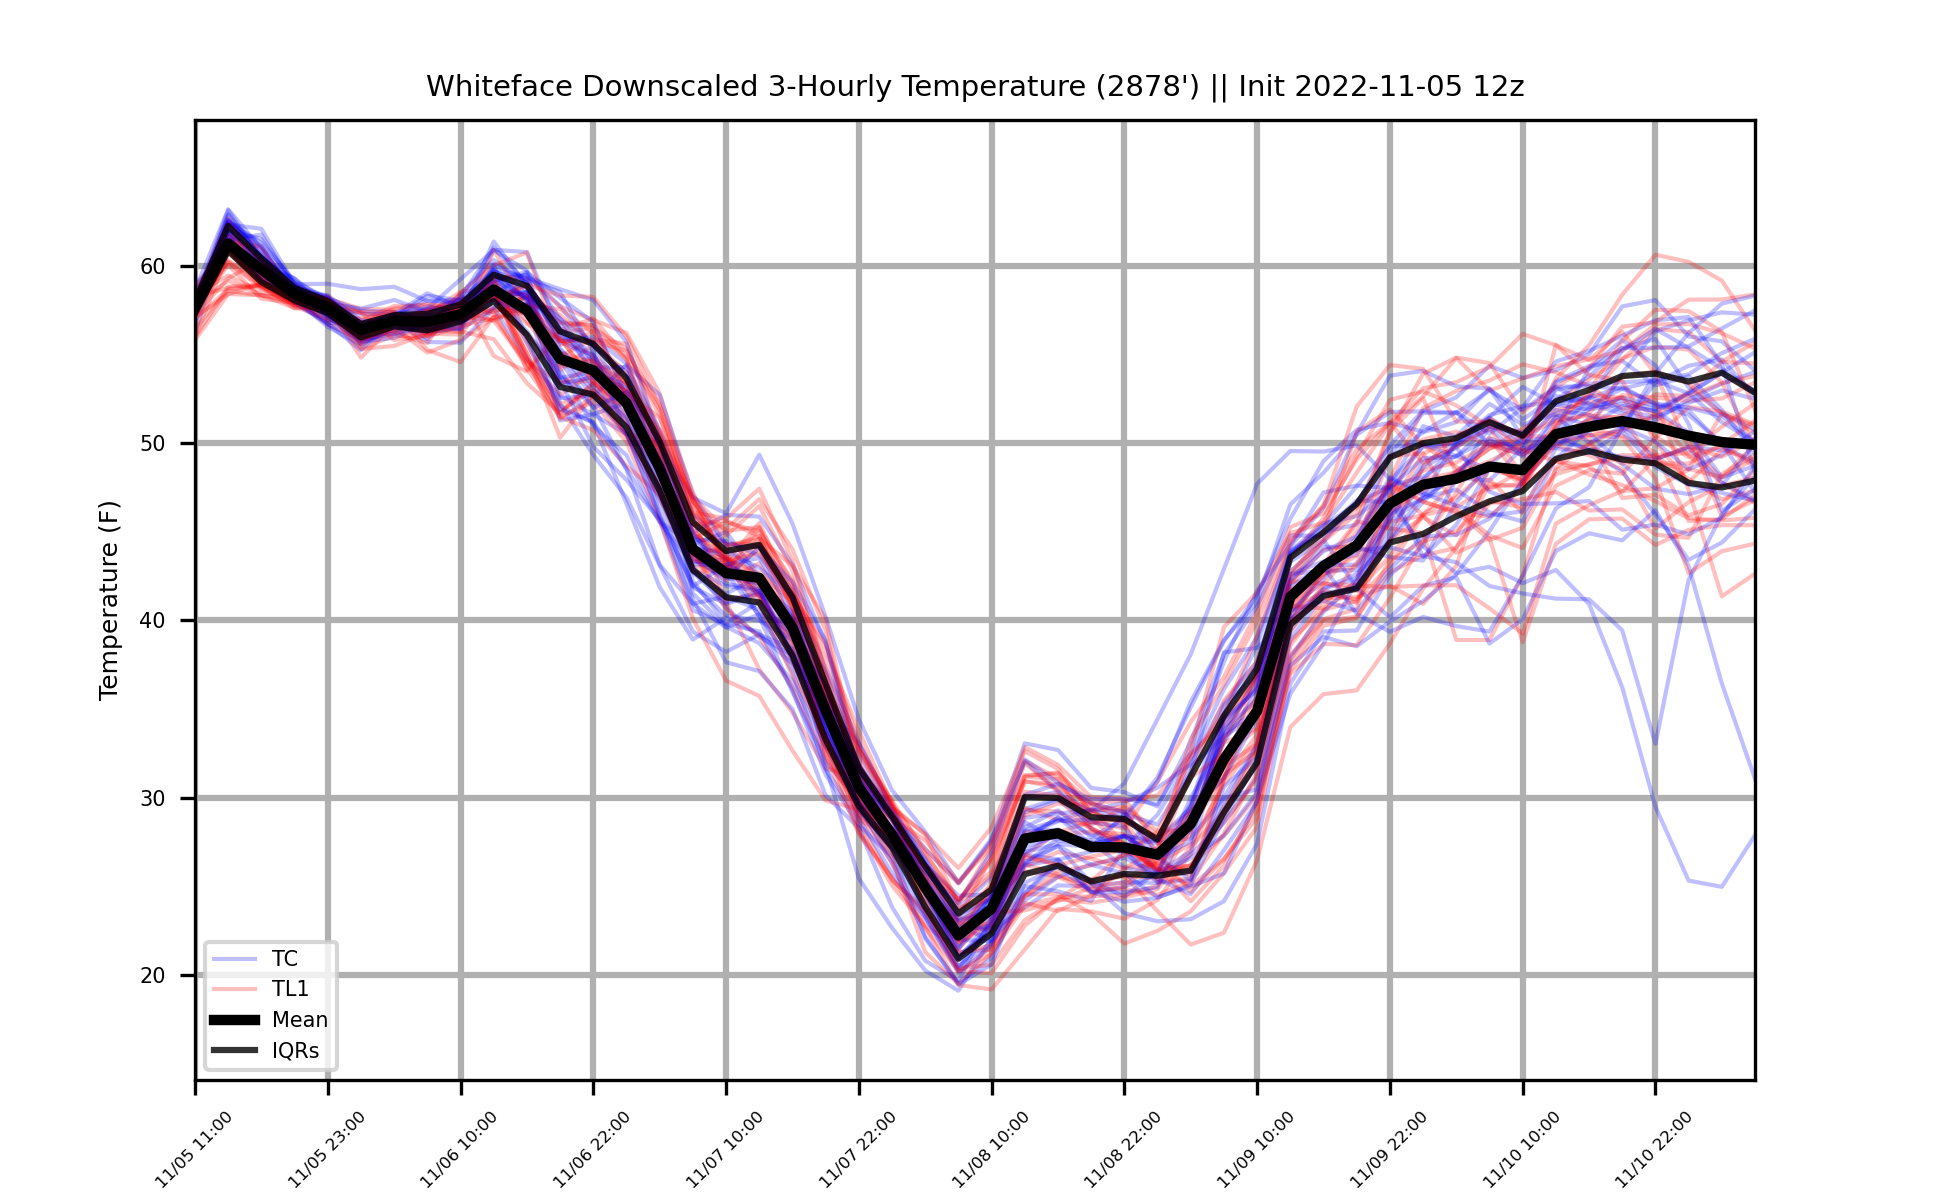 Whiteface Downscaled 3-Hourly Temperature (2878') || Init 2022-11-05 12z
Temperature (F)
60
50
40
30
20
TC
TL1
Mean
IQRs
11/05 11:00
11/05 23:00
11/06 10:00
11/06 22:00
11/07 10:00
11/07 22:00
11/08 10:00
11/08 22:00
11/09 10:00
11/09 22:00
11/10 10:00
11/10 22:00